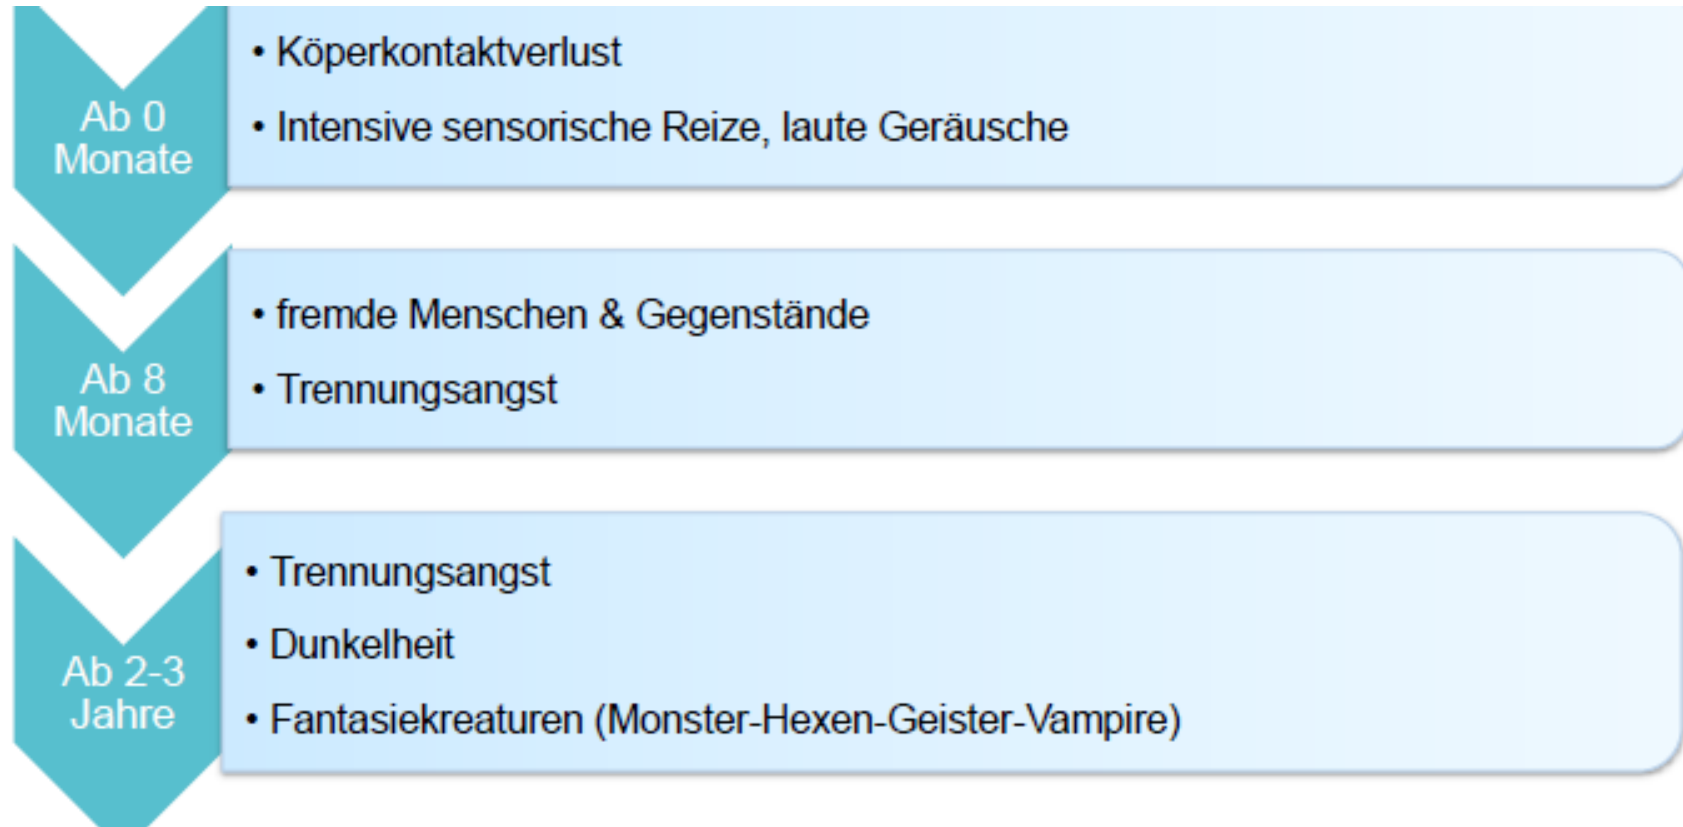 Ab 0
Monate
• Köperkontaktverlust
• Intensive sensorische Reize, laute Geräusche
Ab 8
Monate
• fremde Menschen & Gegenstände
• Trennungsangst
Ab 2-3
Jahre
• Trennungsangst
• Dunkelheit
• Fantasiekreaturen (Monster-Hexen-Geister-Vampire)